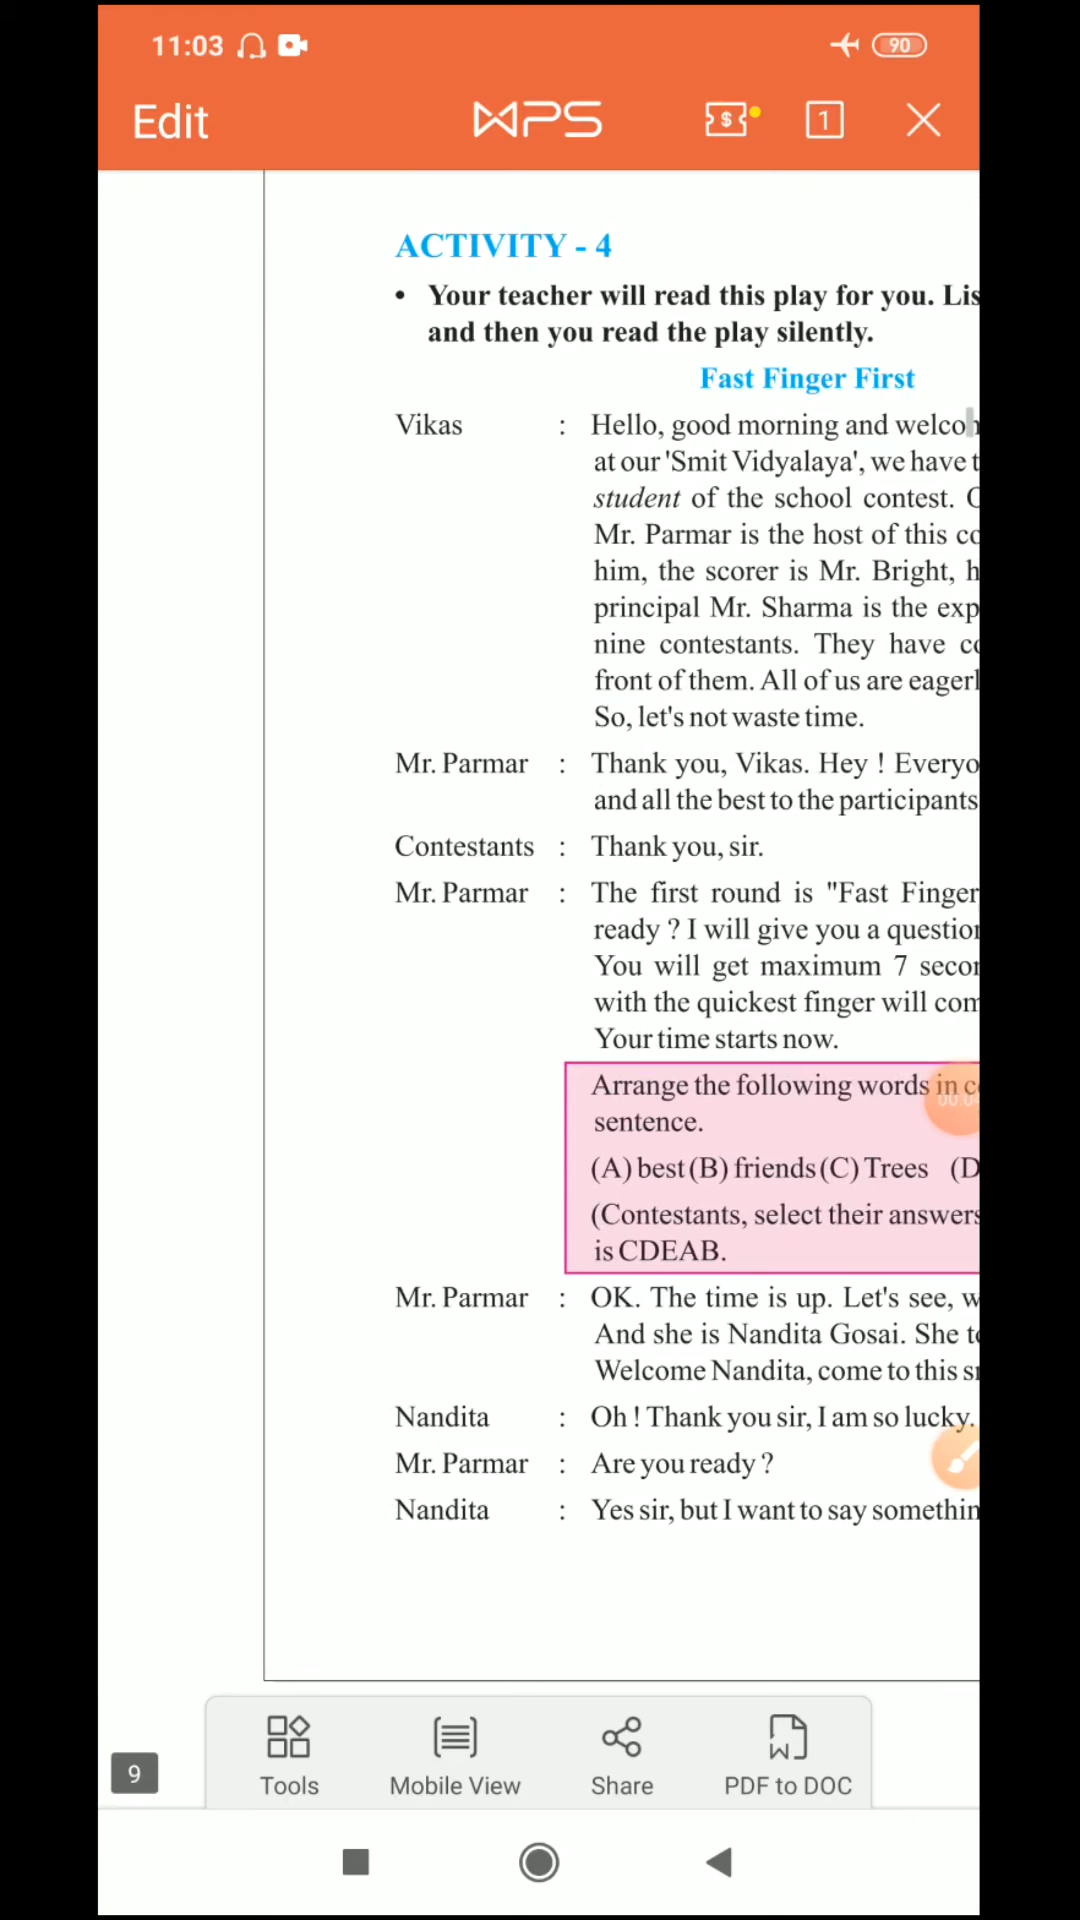 11:03 90
Edit WPS 1
ACTIVITY - 4
• Your teacher will read this play for you. Lis
and then you read the play silently.
Fast Finger First
Vikas : Hello, good morning and welco
at our 'Smit Vidyalaya', we have t
student of the school contest.
Mr. Parmar is the host of this co
him, the scorer is Mr. Bright, h
principal Mr. Sharma is the exp
nine contestants. They have co
front of them. All of us are eagerl
So, let's not waste time.
Mr. Parmar : Thank you, Vikas. Hey ! Everyo
and all the best to the participants
Contestants : Thank you, sir.
Mr. Parmar : The first round is "Fast Finger
ready ? I will give you a question
You will get maximum 7 secon
with the quickest finger will com
Your time starts now.
Arrange the following words in c
sentence.
(A) best (B) friends (C) Trees (D
(Contestants, select their answers
is CDEAB.
Mr. Parmar : OK. The time is up. Let's see, w
And she is Nandita Gosai. She to
Welcome Nandita, come to this
Nandita : Oh ! Thank you sir, I am so lucky.
Mr. Parmar : Are you ready ?
Nandita : Yes sir, but I want to say somethin
9
Tools Mobile View Share PDF to DOC